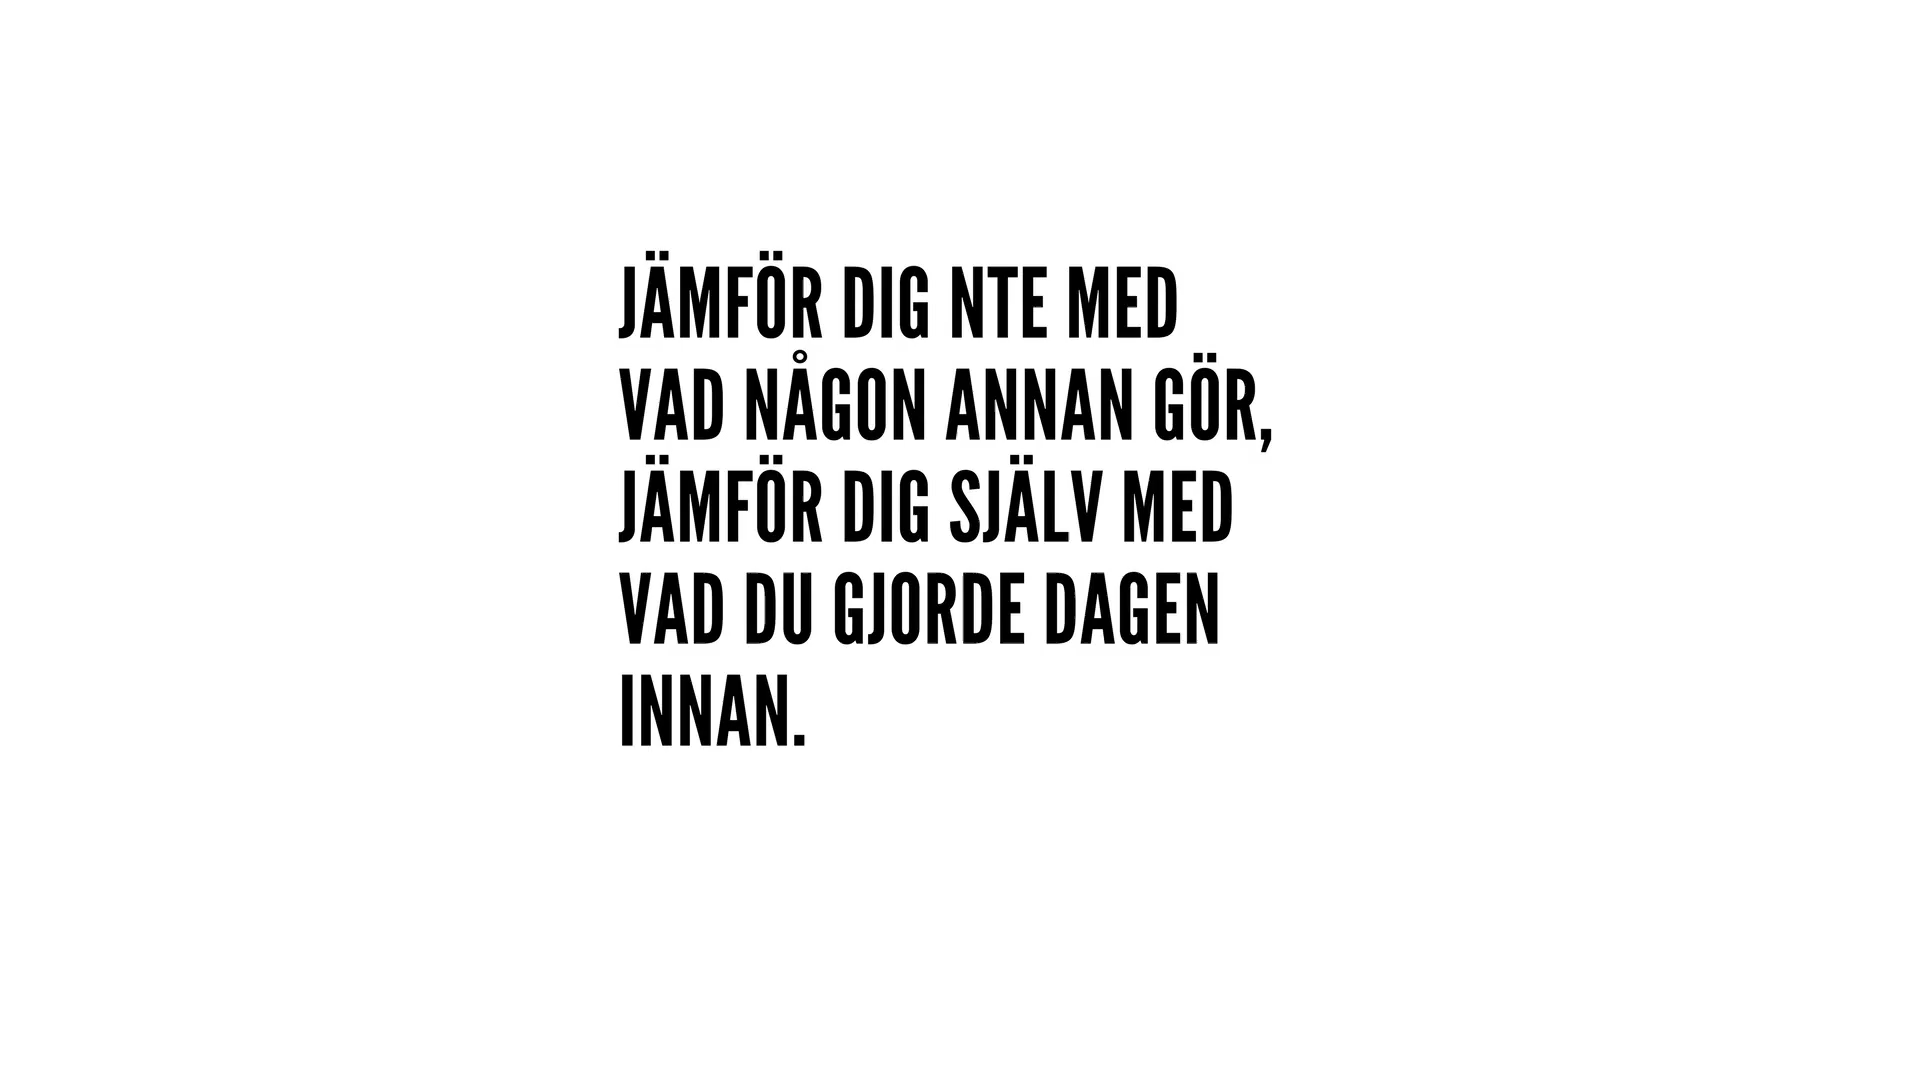 JÄMFÖR DIG NTE MED
VAD NÅGON ANNAN GÖR,
JÄMFÖR DIG SJÄLV MED
VAD DU GJORDE DAGEN
INNAN.